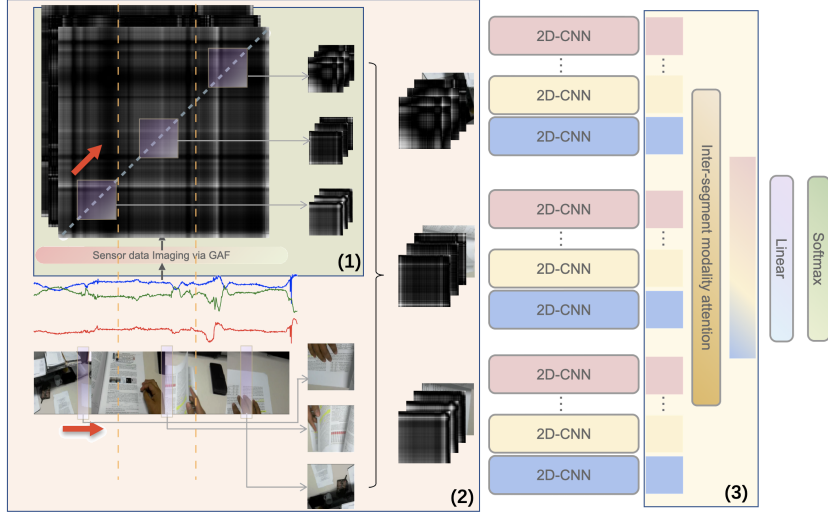 Sensor data Imaging via GAF
(1)
(2)
2D-CNN
2D-CNN
2D-CNN
2D-CNN
2D-CNN
2D-CNN
2D-CNN
2D-CNN
2D-CNN
Inter-segment modality attention
(3)
Linear
Softmax